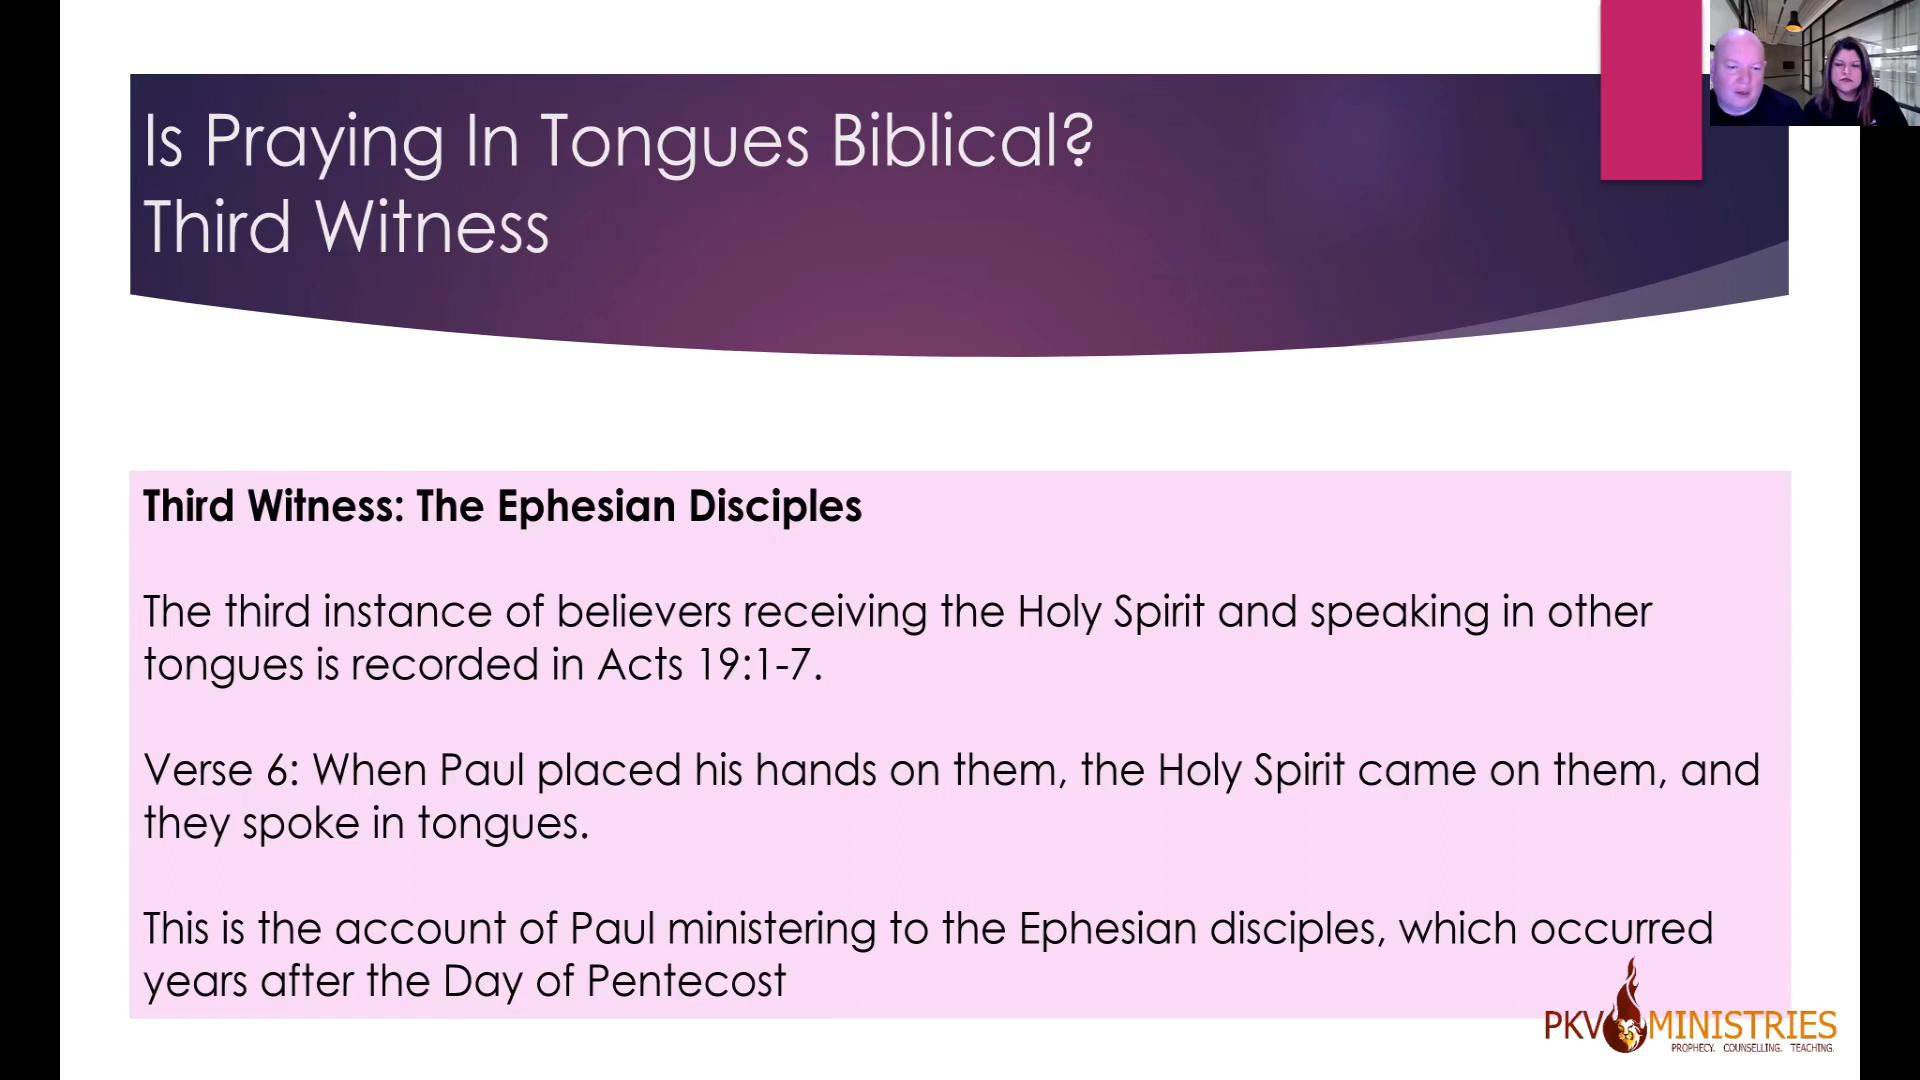 Is Praying In Tongues Biblical?
Third Witness
Third Witness: The Ephesian Disciples
The third instance of believers receiving the Holy Spirit and speaking in other
tongues is recorded in Acts 19:1-7.
Verse 6: When Paul placed his hands on them, the Holy Spirit came on them, and
they spoke in tongues.
This is the account of Paul ministering to the Ephesian disciples, which occurred
years after the Day of Pentecost
PKV MINISTRIES
PROPHECY. COUNSELLING. TEACHING.